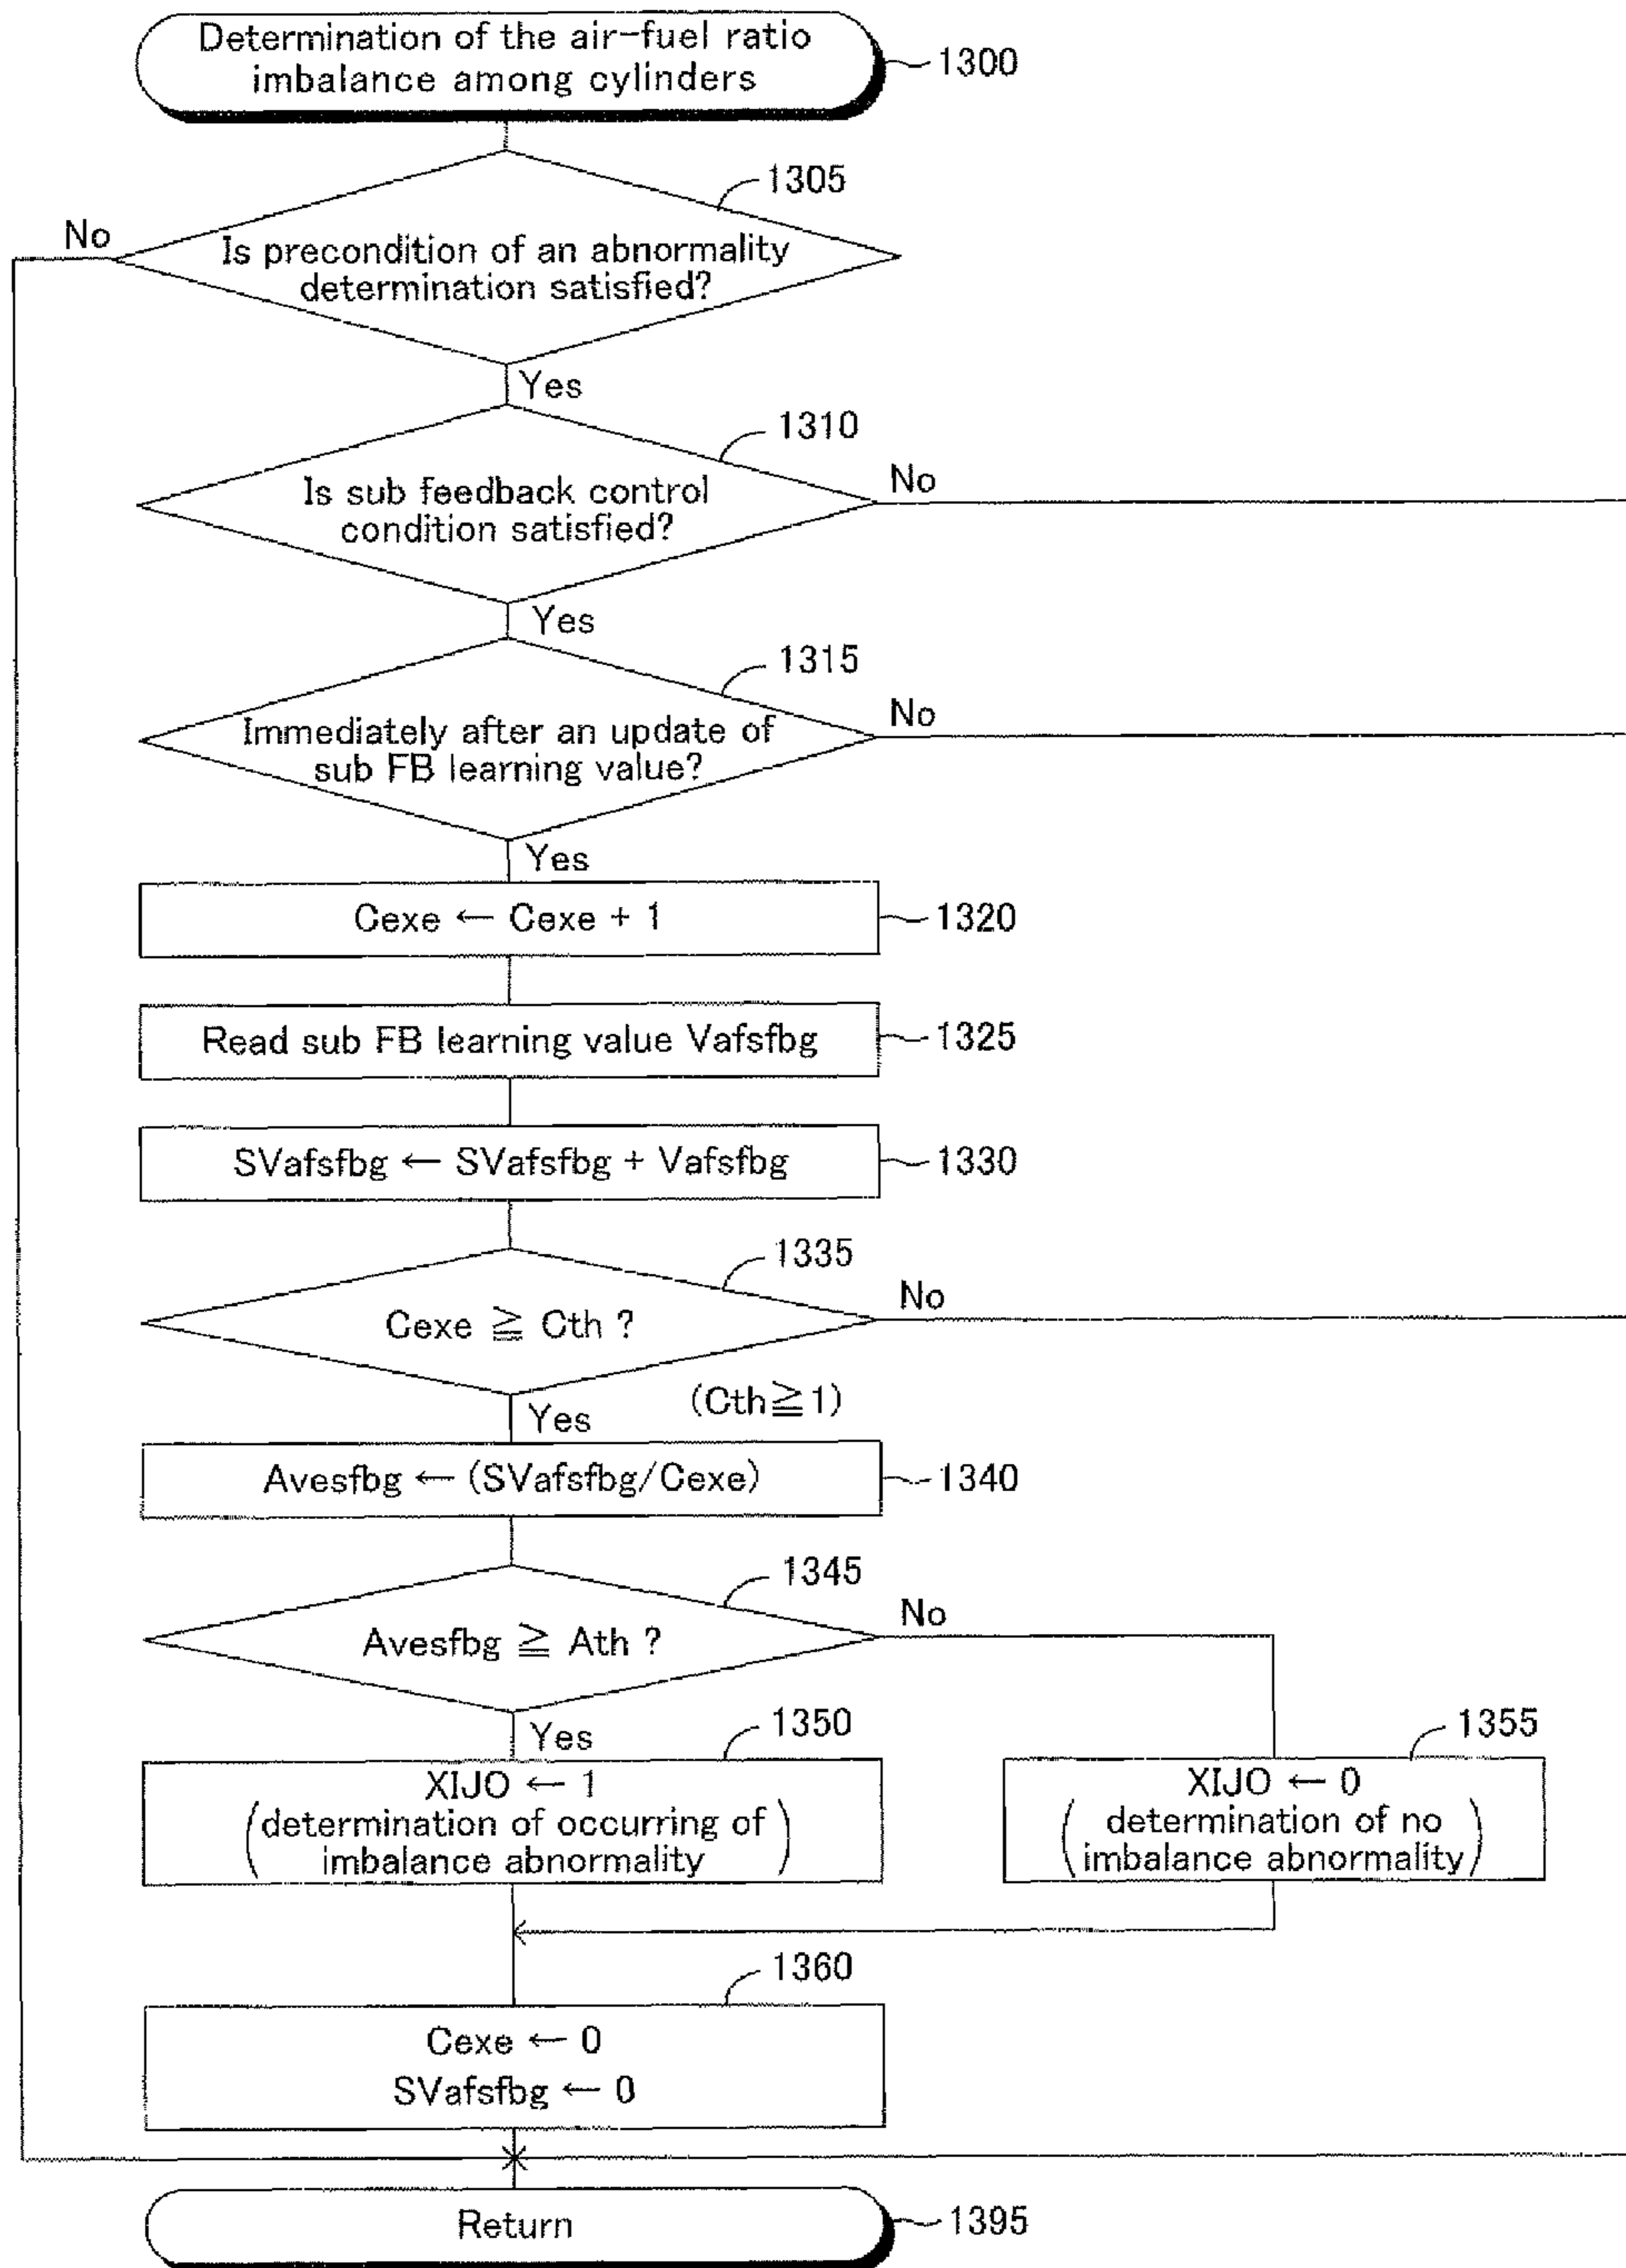 Determination of the air-fuel ratio
imbalance among cylinders
1300
1305
No
Is precondition of an abnormality
determination satisfied?
Yes
1310
No
Is sub feedback control
condition satisfied?
Yes
1315
No
Immediately after an update of
sub FB learning value?
Yes
Cexe ← Cexe + 1
1320
Read sub FB learning value Vafsfbg
1325
SVafsfbg ← SVafsfbg + Vafsfbg
1330
1335
No
Cexe ≧ Cth ?
(Cth≧1)
Yes
Avesfbg ← (SVafsfbg/Cexe)
1340
1345
No
Avesfbg ≧ Ath ?
Yes
1350
XIJO ← 1
(determination of occurring of
imbalance abnormality)
1355
XIJO ← 0
(determination of no
imbalance abnormality)
1360
Cexe ← 0
SVafsfbg ← 0
Return
1395